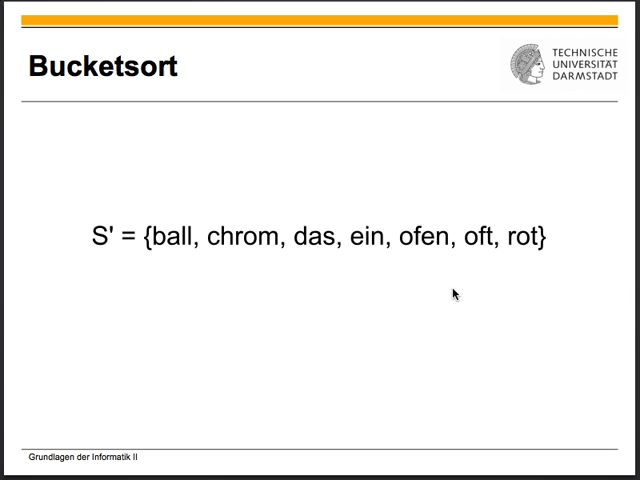 Bucketsort
TECHNISCHE
UNIVERSITÄT
DARMSTADT
S' = {ball, chrom, das, ein, ofen, oft, rot}
Grundlagen der Informatik II